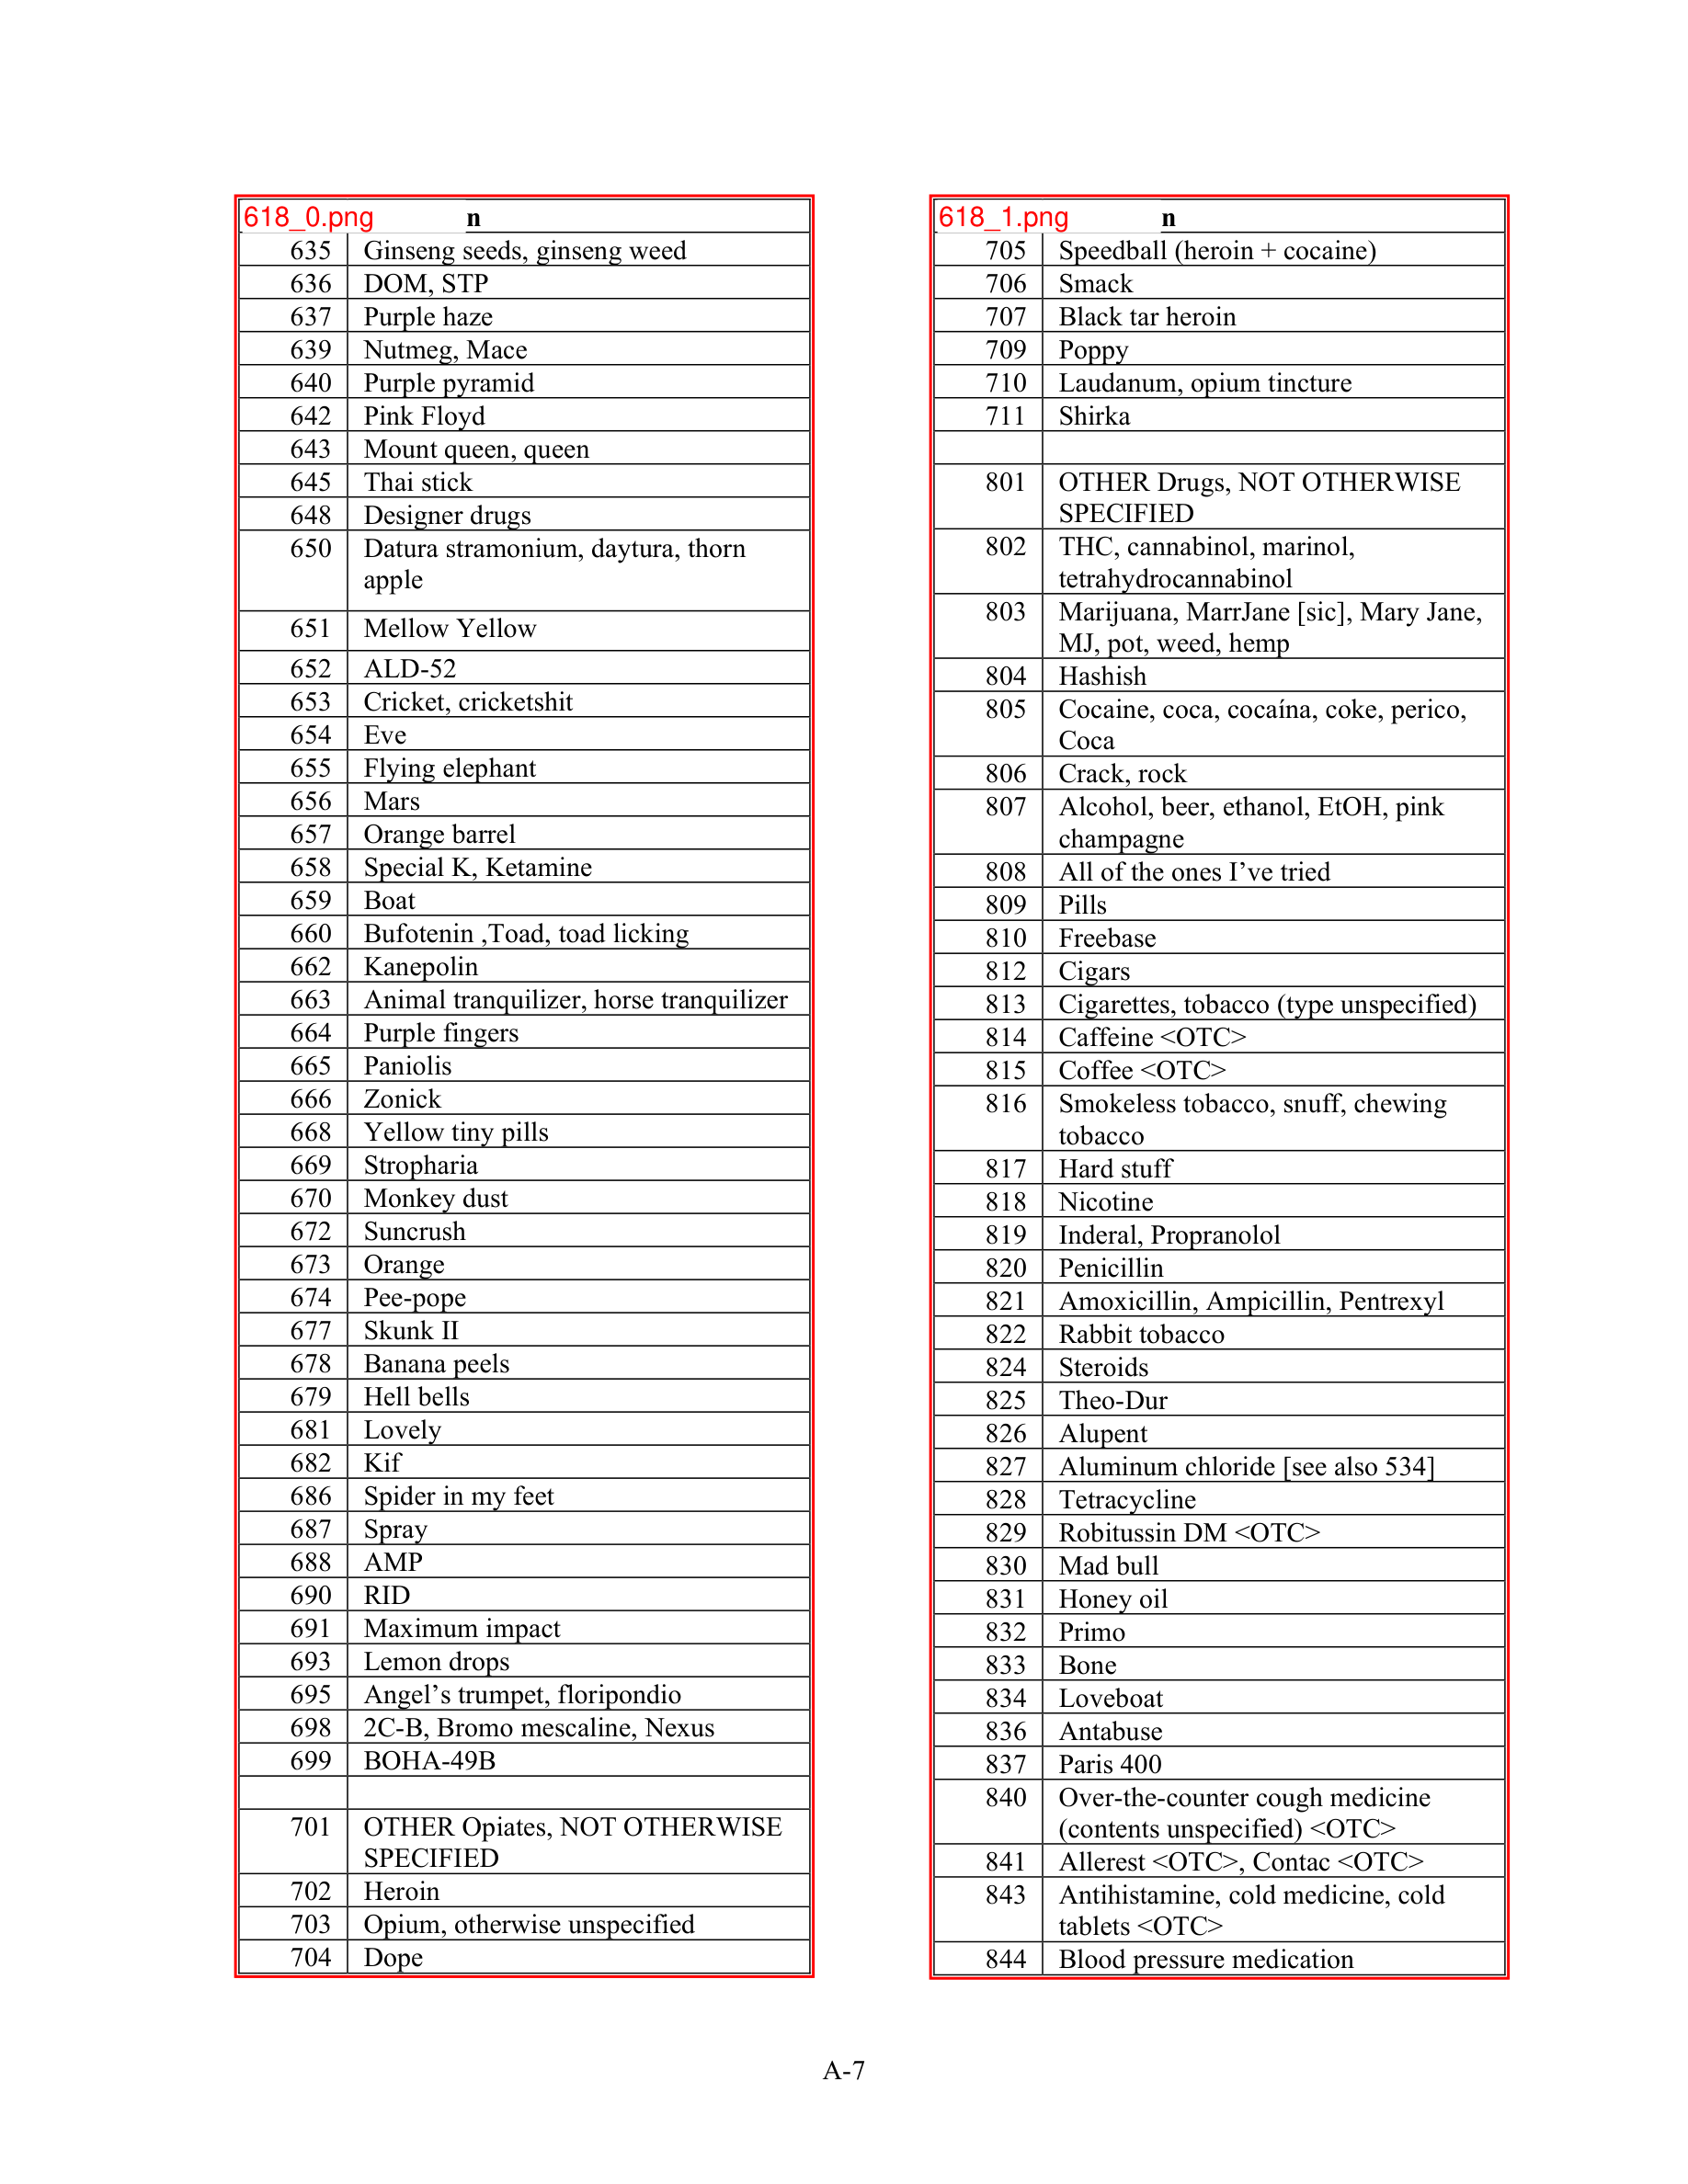 618_0.png n
635 Ginseng seeds, ginseng weed
636 DOM, STP
637 Purple haze
639 Nutmeg, Mace
640 Purple pyramid
642 Pink Floyd
643 Mount queen, queen
645 Thai stick
648 Designer drugs
650 Datura stramonium, daytura, thorn
apple
651 Mellow Yellow
652 ALD-52
653 Cricket, cricketshit
654 Eve
655 Flying elephant
656 Mars
657 Orange barrel
658 Special K, Ketamine
659 Boat
660 Bufotenin ,Toad, toad licking
662 Kanepolin
663 Animal tranquilizer, horse tranquilizer
664 Purple fingers
665 Paniolis
666 Zonick
668 Yellow tiny pills
669 Stropharia
670 Monkey dust
672 Suncrush
673 Orange
674 Pee-pope
677 Skunk II
678 Banana peels
679 Hell bells
681 Lovely
682 Kif
686 Spider in my feet
687 Spray
688 AMP
690 RID
691 Maximum impact
693 Lemon drops
695 Angel’s trumpet, floripondio
698 2C-B, Bromo mescaline, Nexus
699 BOHA-49B
701 OTHER Opiates, NOT OTHERWISE
SPECIFIED
702 Heroin
703 Opium, otherwise unspecified
704 Dope
618_1.png n
705 Speedball (heroin + cocaine)
706 Smack
707 Black tar heroin
709 Poppy
710 Laudanum, opium tincture
711 Shirka
801 OTHER Drugs, NOT OTHERWISE
SPECIFIED
802 THC, cannabinol, marinol,
tetrahydrocannabinol
803 Marijuana, MarrJane [sic], Mary Jane,
MJ, pot, weed, hemp
804 Hashish
805 Cocaine, coca, cocaína, coke, perico,
Coca
806 Crack, rock
807 Alcohol, beer, ethanol, EtOH, pink
champagne
808 All of the ones I’ve tried
809 Pills
810 Freebase
812 Cigars
813 Cigarettes, tobacco (type unspecified)
814 Caffeine <OTC>
815 Coffee <OTC>
816 Smokeless tobacco, snuff, chewing
tobacco
817 Hard stuff
818 Nicotine
819 Inderal, Propranolol
820 Penicillin
821 Amoxicillin, Ampicillin, Pentrexyl
822 Rabbit tobacco
824 Steroids
825 Theo-Dur
826 Alupent
827 Aluminum chloride [see also 534]
828 Tetracycline
829 Robitussin DM <OTC>
830 Mad bull
831 Honey oil
832 Primo
833 Bone
834 Loveboat
836 Antabuse
837 Paris 400
840 Over-the-counter cough medicine
(contents unspecified) <OTC>
841 Allerest <OTC>, Contac <OTC>
843 Antihistamine, cold medicine, cold
tablets <OTC>
844 Blood pressure medication
A-7